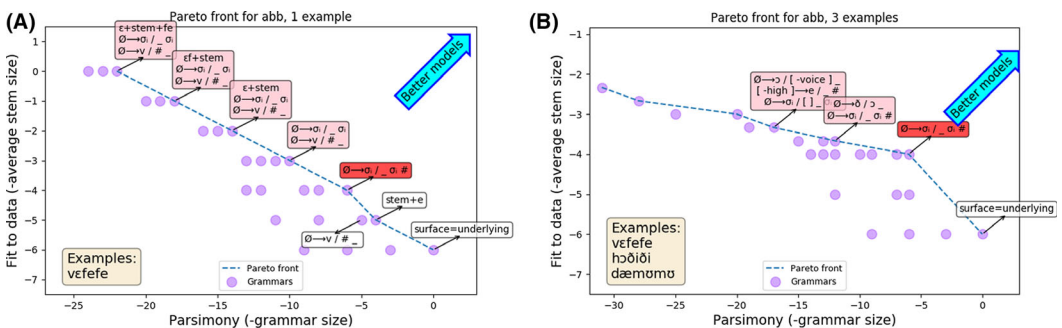 (A)
Pareto front for abb, 1 example
Fit to data (-average stem size)
1
0
−1
−2
−3
−4
−5
−6
−7
ε+stem+fe
Ø⟶σᵢ / _ σᵢ
Ø⟶v / # _
εf+stem
Ø⟶σᵢ / _ σᵢ
Ø⟶v / # _
ε+stem
Ø⟶σᵢ / _ σᵢ
Ø⟶v / # _
Ø⟶σᵢ / _ σᵢ
Ø⟶v / # _
Ø⟶σᵢ / _ σᵢ #
stem+e
Ø⟶v / # _
surface=underlying
Better models
Examples:
vεfefe
Pareto front
Grammars
−25
−20
−15
−10
−5
0
Parsimony (-grammar size)
(B)
Pareto front for abb, 3 examples
Fit to data (-average stem size)
−1
−2
−3
−4
−5
−6
−7
Ø⟶ɔ / [ -voice ] _
[ -high ]⟶e / _ #
Ø⟶σᵢ / [ ] _ σᵢ
Ø⟶ð / ɔ _
Ø⟶σᵢ / _ σᵢ #
Ø⟶σᵢ / _ σᵢ #
surface=underlying
Better models
Examples:
vεfefe
hɔðiði
dæmʊmʊ
Pareto front
Grammars
−30
−25
−20
−15
−10
−5
0
Parsimony (-grammar size)